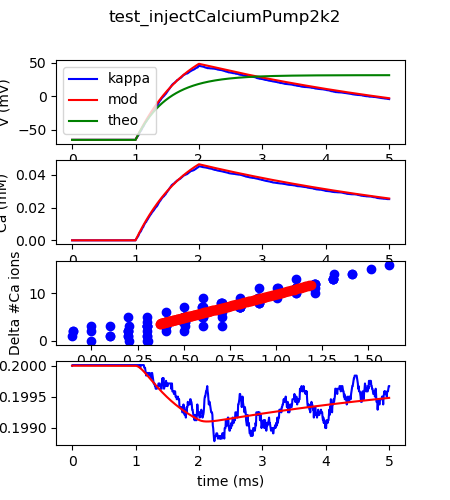 test_injectCalciumPump2k2
V (mV)
50
0
−50
kappa
mod
theo
0 1 2 3 4 5
Ca (mM)
0.04
0.02
0.00
0 1 2 3 4 5
Delta #Ca ions
10
0
0.00 0.25 0.50 0.75 1.00 1.25 1.50
0.2000
0.1995
0.1990
0 1 2 3 4 5
time (ms)